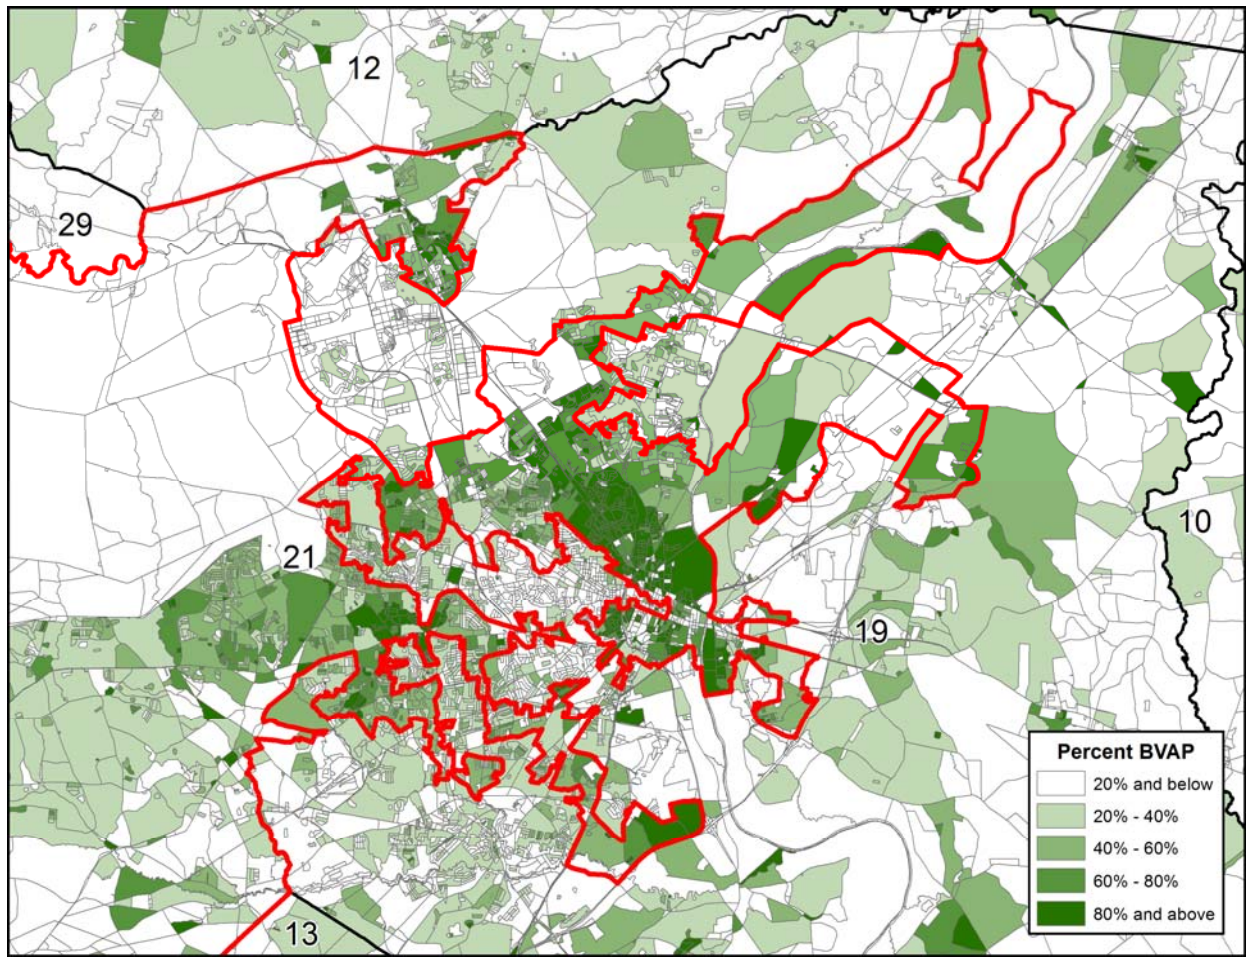 12
29
10
21
19
13
Percent BVAP
20% and below
20% - 40%
40% - 60%
60% - 80%
80% and above